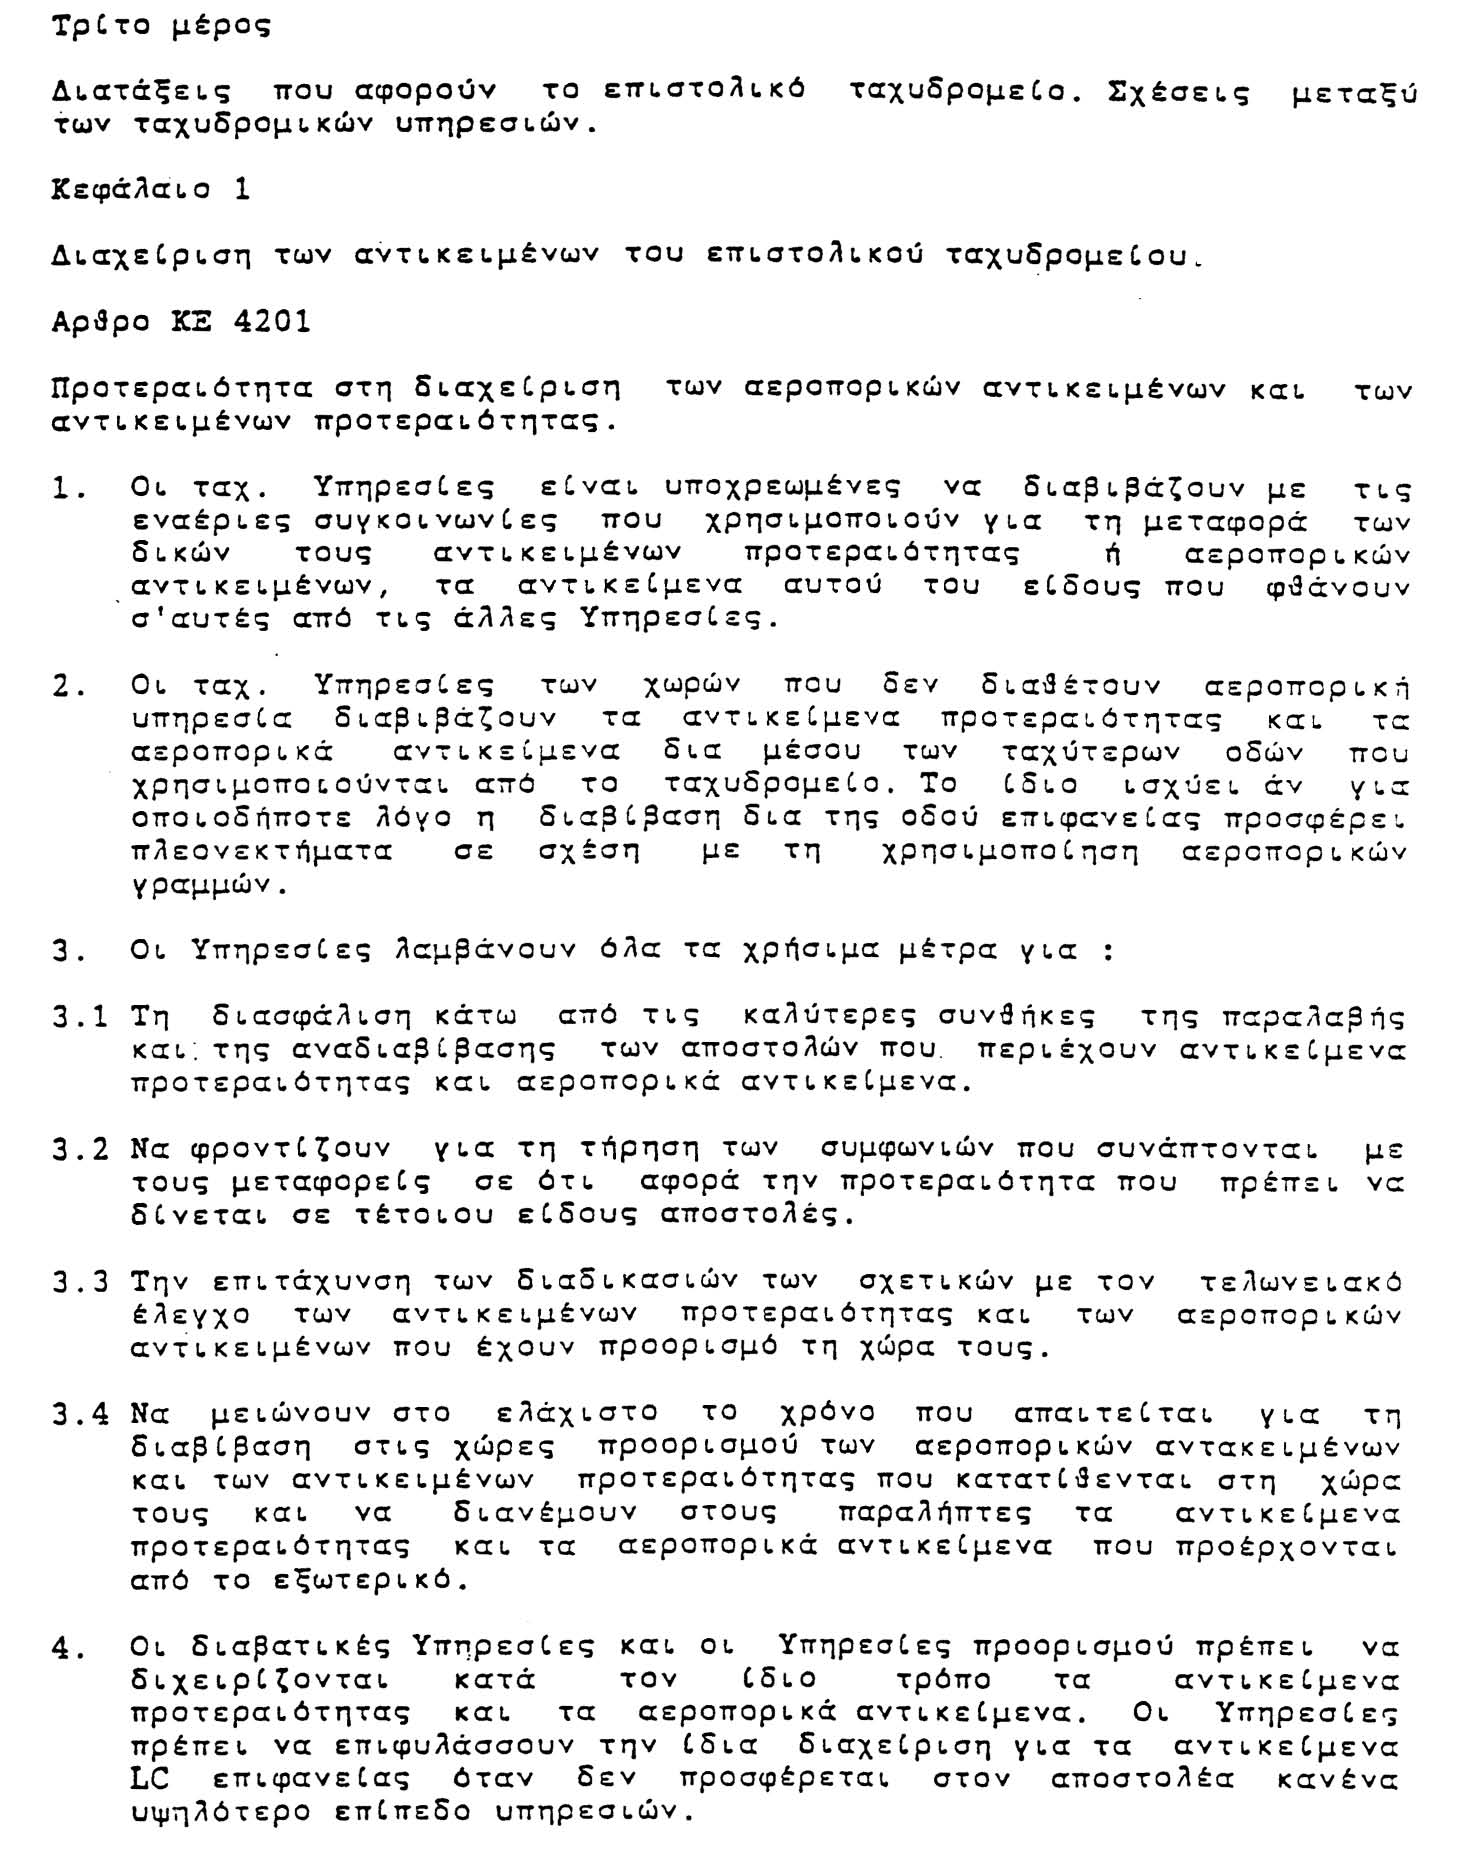 Τρίτο μέρος
Διατάξεις που αφορούν το επιστολικό ταχυδρομείο. Σχέσεις μεταξύ
των ταχυδρομικών υπηρεσιών.
Κεφάλαιο 1
Διαχείριση των αντικειμένων του επιστολικού ταχυδρομείου.
Αρθρο ΚΞ 4201
Προτεραιότητα στη διαχείριση των αεροπορικών αντικειμένων και των
αντικειμένων προτεραιότητας.
1. Οι ταχ. Υπηρεσίες είναι υποχρεωμένες να διαβιβάζουν με τις
εναέριες συγκοινωνίες που χρησιμοποιούν για τη μεταφορά των
δικών τους αντικειμένων προτεραιότητας ή αεροπορικών
αντικειμένων, τα αντικείμενα αυτού του είδους που φθάνουν
σ'αυτές από τις άλλες Υπηρεσίες.
2. Οι ταχ. Υπηρεσίες των χωρών που δεν διαθέτουν αεροπορική
υπηρεσία διαβιβάζουν τα αντικείμενα προτεραιότητας και τα
αεροπορικά αντικείμενα δια μέσου των ταχύτερων οδών που
χρησιμοποιούνται από το ταχυδρομείο. Το ίδιο ισχύει άν για
οποιοδήποτε λόγο η διαβίβαση δια της οδού επιφανείας προσφέρει
πλεονεκτήματα σε σχέση με τη χρησιμοποίηση αεροπορικών
γραμμών.
3. Οι Υπηρεσίες λαμβάνουν όλα τα χρήσιμα μέτρα για :
3.1 Τη διασφάλιση κάτω από τις καλύτερες συνθήκες της παραλαβής
και της αναδιαβίβασης των αποστολών που περιέχουν αντικείμενα
προτεραιότητας και αεροπορικά αντικείμενα.
3.2 Να φροντίζουν για τη τήρηση των συμφωνιών που συνάπτονται με
τους μεταφορείς σε ότι αφορά την προτεραιότητα που πρέπει να
δίνεται σε τέτοιου είδους αποστολές.
3.3 Την επιτάχυνση των διαδικασιών των σχετικών με τον τελωνειακό
έλεγχο των αντικειμένων προτεραιότητας και των αεροπορικών
αντικειμένων που έχουν προορισμό τη χώρα τους.
3.4 Να μειώνουν στο ελάχιστο το χρόνο που απαιτείται για τη
διαβίβαση στις χώρες προορισμού των αεροπορικών αντακειμένων
και των αντικειμένων προτεραιότητας που κατατίθενται στη χώρα
τους και να διανέμουν στους παραλήπτες τα αντικείμενα
προτεραιότητας και τα αεροπορικά αντικείμενα που προέρχονται
από το εξωτερικό.
4. Οι διαβατικές Υπηρεσίες και οι Υπηρεσίες προορισμού πρέπει να
διχειρίζονται κατά τον ίδιο τρόπο τα αντικείμενα
προτεραιότητας και τα αεροπορικά αντικείμενα. Οι Υπηρεσίες
πρέπει να επιφυλάσσουν την ίδια διαχείριση για τα αντικείμενα
LC επιφανείας όταν δεν προσφέρεται στον αποστολέα κανένα
υψηλότερο επίπεδο υπηρεσιών.